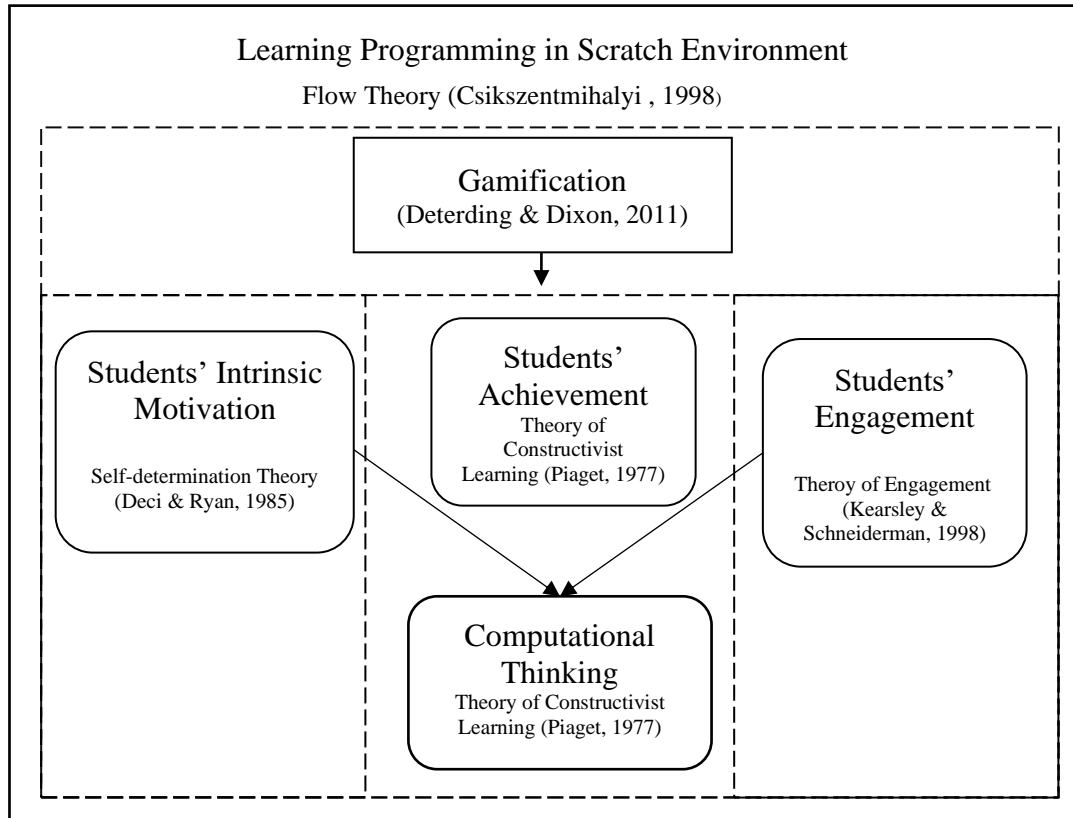 Learning Programming in Scratch Environment
Flow Theory (Csikszentmihalyi , 1998)
Gamification
(Deterding & Dixon, 2011)
Students’ Intrinsic
Motivation
Self-determination Theory
(Deci & Ryan, 1985)
Students’
Achievement
Theory of
Constructivist
Learning (Piaget, 1977)
Students’
Engagement
Theroy of Engagement
(Kearsley &
Schneiderman, 1998)
Computational
Thinking
Theory of Constructivist
Learning (Piaget, 1977)